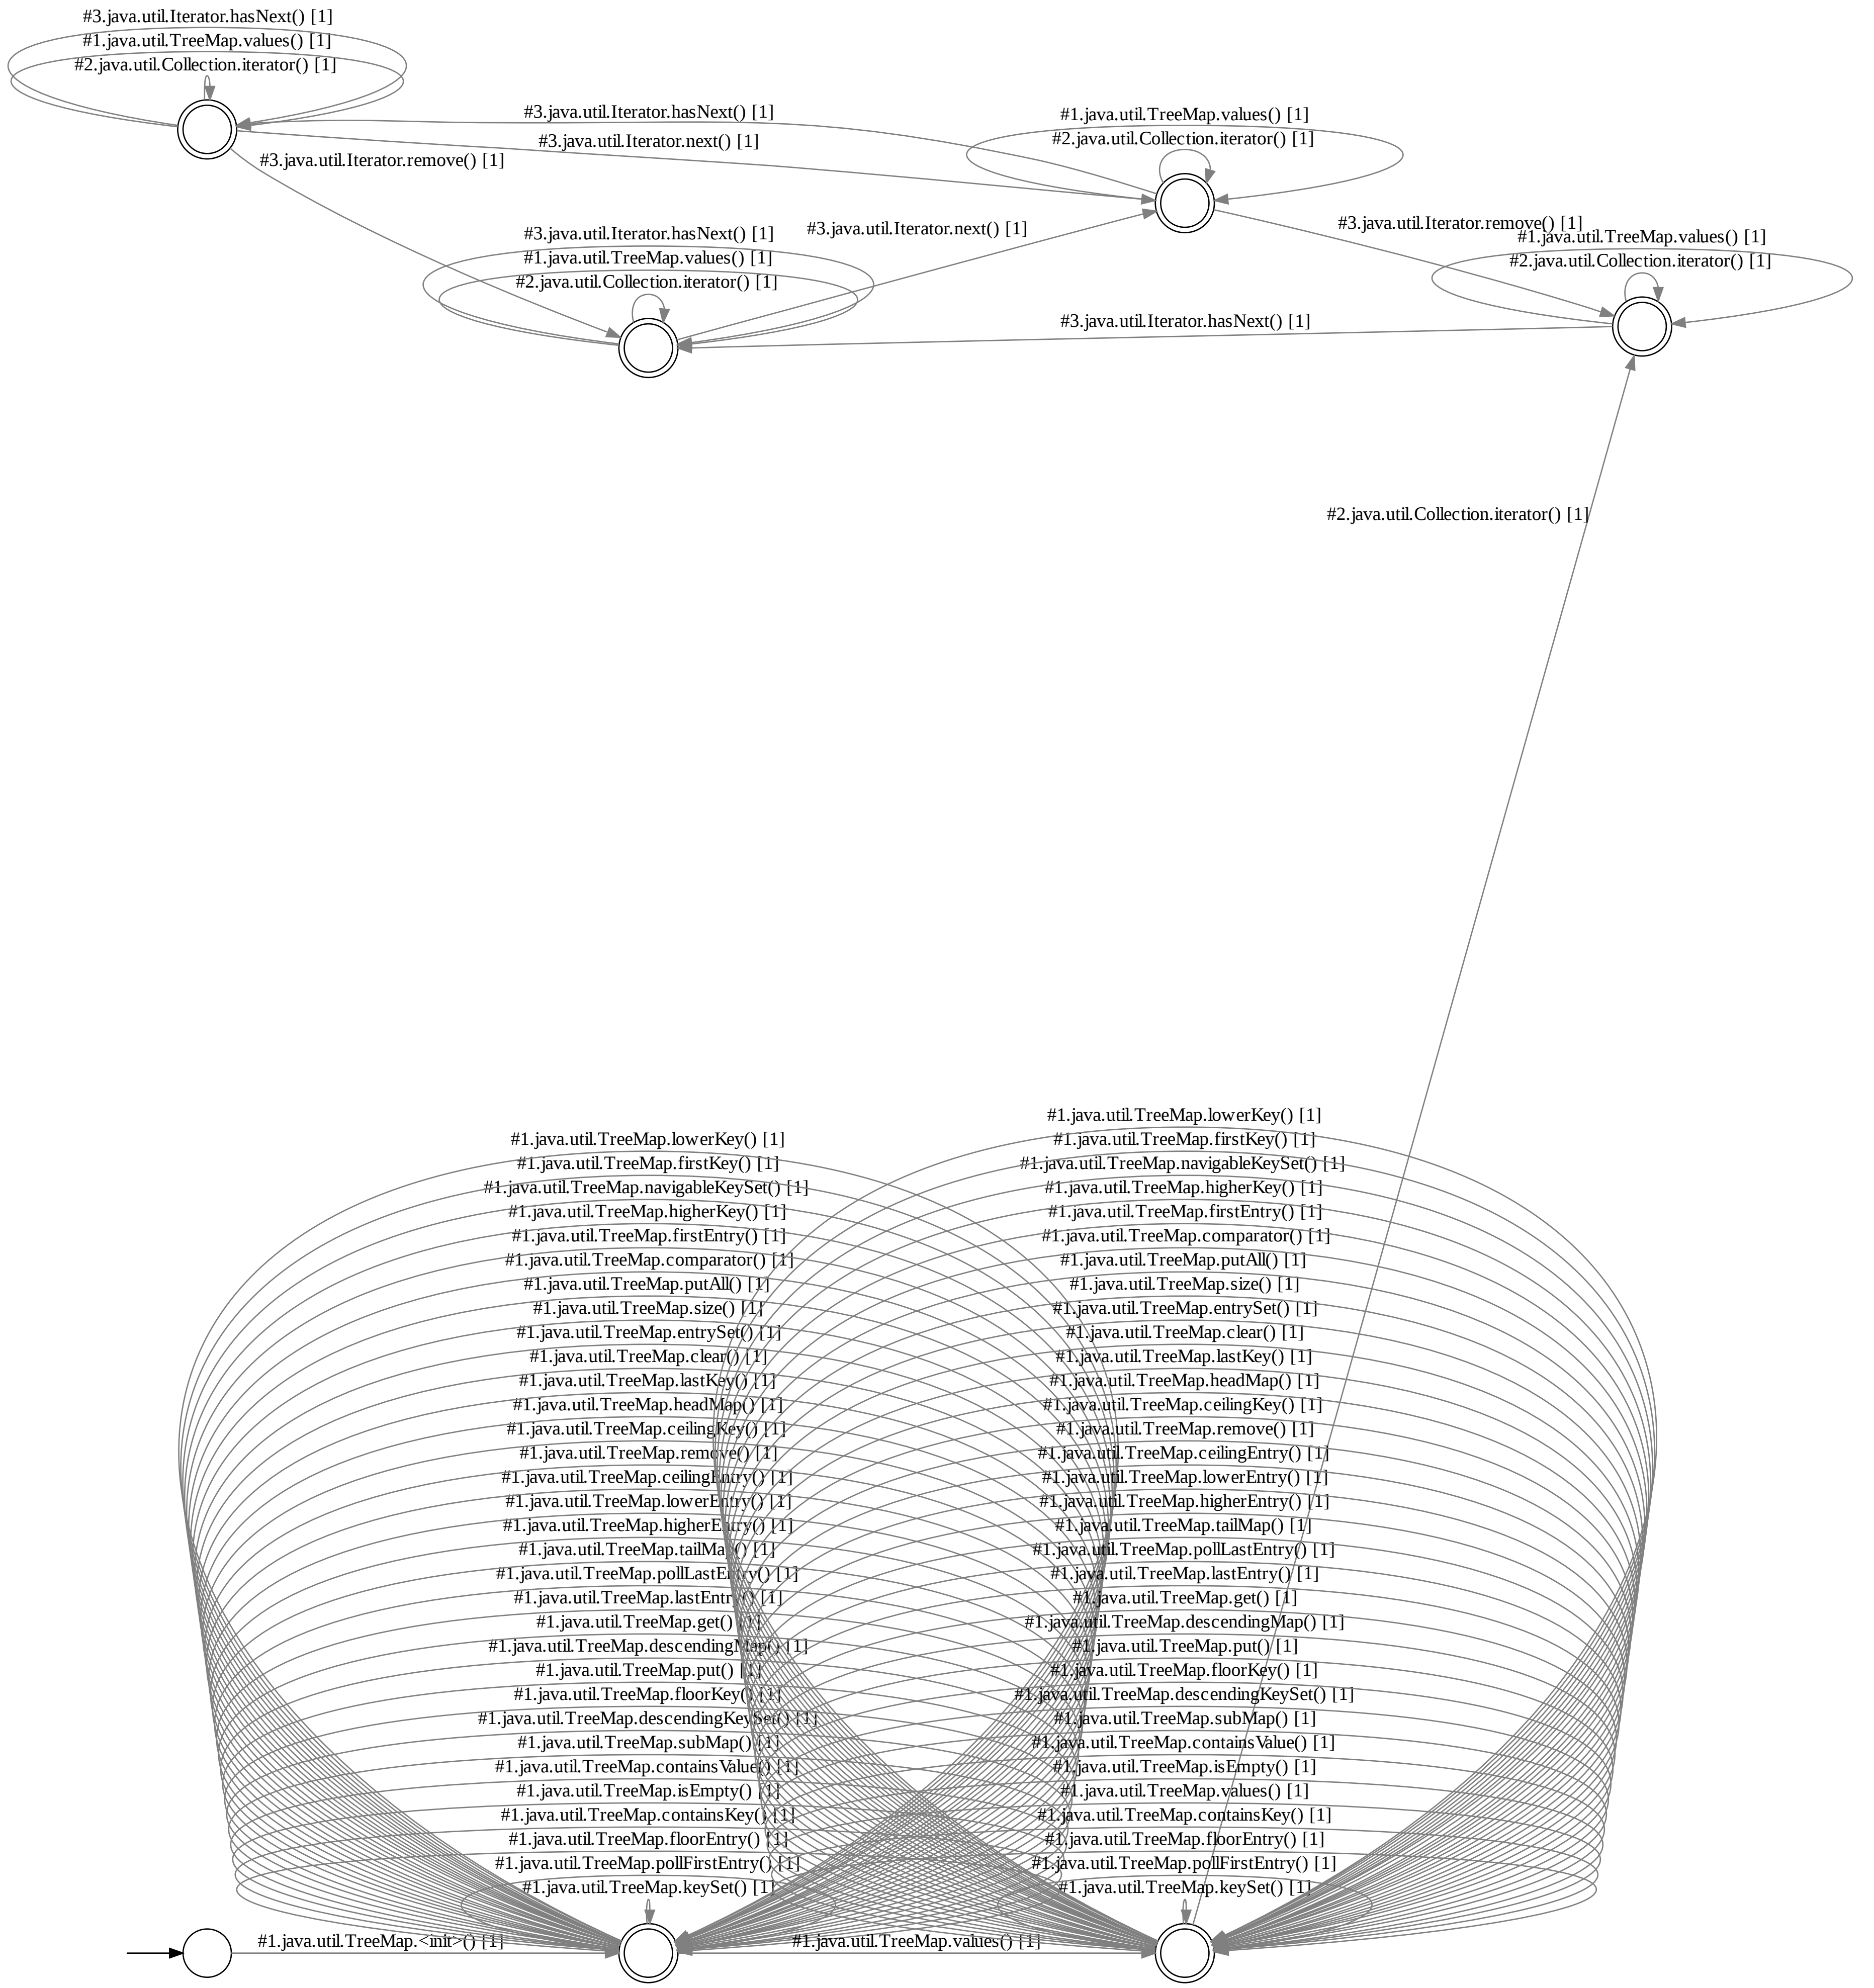 #3.java.util.Iterator.hasNext() [1]
#1.java.util.TreeMap.values() [1]
#2.java.util.Collection.iterator() [1]
#3.java.util.Iterator.hasNext() [1]
#3.java.util.Iterator.next() [1]
#3.java.util.Iterator.remove() [1]
#1.java.util.TreeMap.values() [1]
#2.java.util.Collection.iterator() [1]
#3.java.util.Iterator.hasNext() [1]
#1.java.util.TreeMap.values() [1]
#2.java.util.Collection.iterator() [1]
#3.java.util.Iterator.next() [1]
#3.java.util.Iterator.remove() [1]
#1.java.util.TreeMap.values() [1]
#2.java.util.Collection.iterator() [1]
#3.java.util.Iterator.hasNext() [1]
#2.java.util.Collection.iterator() [1]
#1.java.util.TreeMap.lowerKey() [1]
#1.java.util.TreeMap.firstKey() [1]
#1.java.util.TreeMap.navigableKeySet() [1]
#1.java.util.TreeMap.higherKey() [1]
#1.java.util.TreeMap.firstEntry() [1]
#1.java.util.TreeMap.comparator() [1]
#1.java.util.TreeMap.putAll() [1]
#1.java.util.TreeMap.size() [1]
#1.java.util.TreeMap.entrySet() [1]
#1.java.util.TreeMap.clear() [1]
#1.java.util.TreeMap.lastKey() [1]
#1.java.util.TreeMap.headMap() [1]
#1.java.util.TreeMap.ceilingKey() [1]
#1.java.util.TreeMap.remove() [1]
#1.java.util.TreeMap.ceilingEntry() [1]
#1.java.util.TreeMap.lowerEntry() [1]
#1.java.util.TreeMap.higherEntry() [1]
#1.java.util.TreeMap.tailMap() [1]
#1.java.util.TreeMap.pollLastEntry() [1]
#1.java.util.TreeMap.lastEntry() [1]
#1.java.util.TreeMap.get() [1]
#1.java.util.TreeMap.descendingMap() [1]
#1.java.util.TreeMap.put() [1]
#1.java.util.TreeMap.floorKey() [1]
#1.java.util.TreeMap.descendingKeySet() [1]
#1.java.util.TreeMap.subMap() [1]
#1.java.util.TreeMap.containsValue() [1]
#1.java.util.TreeMap.isEmpty() [1]
#1.java.util.TreeMap.containsKey() [1]
#1.java.util.TreeMap.floorEntry() [1]
#1.java.util.TreeMap.pollFirstEntry() [1]
#1.java.util.TreeMap.keySet() [1]
#1.java.util.TreeMap.lowerKey() [1]
#1.java.util.TreeMap.firstKey() [1]
#1.java.util.TreeMap.navigableKeySet() [1]
#1.java.util.TreeMap.higherKey() [1]
#1.java.util.TreeMap.firstEntry() [1]
#1.java.util.TreeMap.comparator() [1]
#1.java.util.TreeMap.putAll() [1]
#1.java.util.TreeMap.size() [1]
#1.java.util.TreeMap.entrySet() [1]
#1.java.util.TreeMap.clear() [1]
#1.java.util.TreeMap.lastKey() [1]
#1.java.util.TreeMap.headMap() [1]
#1.java.util.TreeMap.ceilingKey() [1]
#1.java.util.TreeMap.remove() [1]
#1.java.util.TreeMap.ceilingEntry() [1]
#1.java.util.TreeMap.lowerEntry() [1]
#1.java.util.TreeMap.higherEntry() [1]
#1.java.util.TreeMap.tailMap() [1]
#1.java.util.TreeMap.pollLastEntry() [1]
#1.java.util.TreeMap.lastEntry() [1]
#1.java.util.TreeMap.get() [1]
#1.java.util.TreeMap.descendingMap() [1]
#1.java.util.TreeMap.put() [1]
#1.java.util.TreeMap.floorKey() [1]
#1.java.util.TreeMap.descendingKeySet() [1]
#1.java.util.TreeMap.subMap() [1]
#1.java.util.TreeMap.containsValue() [1]
#1.java.util.TreeMap.isEmpty() [1]
#1.java.util.TreeMap.values() [1]
#1.java.util.TreeMap.containsKey() [1]
#1.java.util.TreeMap.floorEntry() [1]
#1.java.util.TreeMap.pollFirstEntry() [1]
#1.java.util.TreeMap.keySet() [1]
#1.java.util.TreeMap.<init>() [1]
#1.java.util.TreeMap.values() [1]